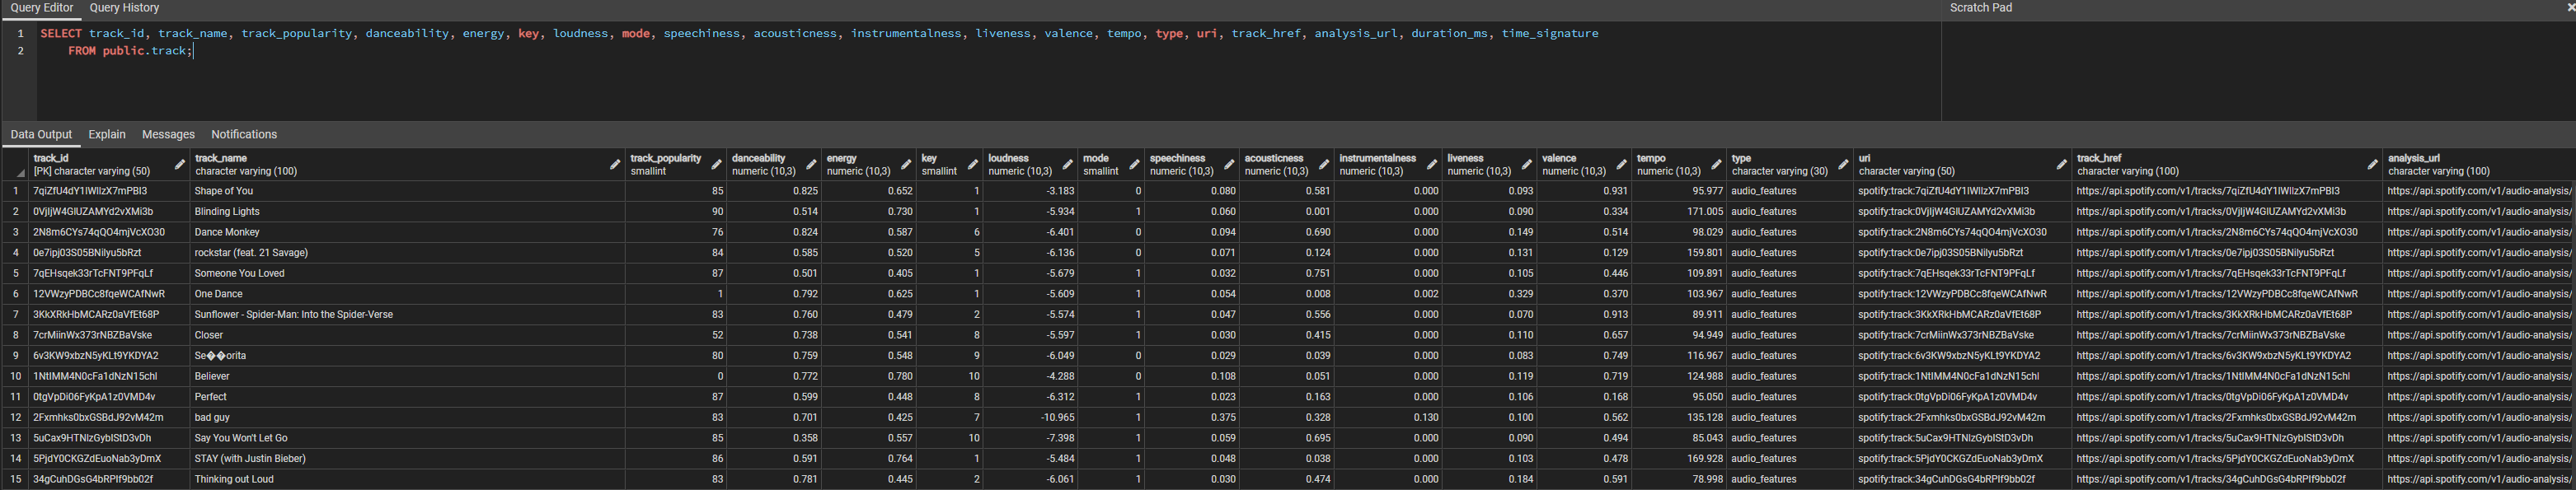 Query Editor Query History Scratch Pad
1 SELECT track_id, track_name, track_popularity, danceability, energy, key, loudness, mode, speechiness, acousticness, instrumentalness, liveness, valence, tempo, type, uri, track_href, analysis_url, duration_ms, time_signature
2 FROM public.track;
Data Output Explain Messages Notifications
track_id track_name track_popularity danceability energy key loudness mode speechiness acousticness instrumentalness liveness valence tempo type uri track_href analysis_url
[PK] character varying (50) character varying (100) smallint numeric (10,3) numeric (10,3) smallint numeric (10,3) smallint numeric (10,3) numeric (10,3) numeric (10,3) numeric (10,3) numeric (10,3) numeric (10,3) character varying (30) character varying (50) character varying (100) character varying (100)
1 7qiZfU4dY1lWllzX7mPBI3 Shape of You 85 0.825 0.652 1 -3.183 0 0.080 0.581 0.000 0.093 0.931 95.977 audio_features spotify:track:7qiZfU4dY1lWllzX7mPBI3 https://api.spotify.com/v1/tracks/7qiZfU4dY1lWllzX7mPBI3 https://api.spotify.com/v1/audio-analysis/
2 0VjIjW4GlUZAMYd2vXMi3b Blinding Lights 90 0.514 0.730 1 -5.934 1 0.060 0.001 0.000 0.090 0.334 171.005 audio_features spotify:track:0VjIjW4GlUZAMYd2vXMi3b https://api.spotify.com/v1/tracks/0VjIjW4GlUZAMYd2vXMi3b https://api.spotify.com/v1/audio-analysis/
3 2N8m6CYs74qQO4mjVcXO30 Dance Monkey 76 0.824 0.587 6 -6.401 0 0.094 0.690 0.000 0.149 0.514 98.029 audio_features spotify:track:2N8m6CYs74qQO4mjVcXO30 https://api.spotify.com/v1/tracks/2N8m6CYs74qQO4mjVcXO30 https://api.spotify.com/v1/audio-analysis/
4 0e7ipj03S05BNilyu5bRzt rockstar (feat. 21 Savage) 84 0.585 0.520 5 -6.136 0 0.071 0.124 0.000 0.131 0.129 159.801 audio_features spotify:track:0e7ipj03S05BNilyu5bRzt https://api.spotify.com/v1/tracks/0e7ipj03S05BNilyu5bRzt https://api.spotify.com/v1/audio-analysis/
5 7qEHsqek33rTcFNT9PFqLf Someone You Loved 87 0.501 0.405 1 -5.679 1 0.032 0.751 0.000 0.105 0.446 109.891 audio_features spotify:track:7qEHsqek33rTcFNT9PFqLf https://api.spotify.com/v1/tracks/7qEHsqek33rTcFNT9PFqLf https://api.spotify.com/v1/audio-analysis/
6 12VWzyPDBCc8fqeWCAfNwR One Dance 1 0.792 0.625 1 -5.609 1 0.054 0.008 0.002 0.329 0.370 103.967 audio_features spotify:track:12VWzyPDBCc8fqeWCAfNwR https://api.spotify.com/v1/tracks/12VWzyPDBCc8fqeWCAfNwR https://api.spotify.com/v1/audio-analysis/
7 3KkXRkHbMCARz0aVfEt68P Sunflower - Spider-Man: Into the Spider-Verse 83 0.760 0.479 2 -5.574 1 0.047 0.556 0.000 0.070 0.913 89.911 audio_features spotify:track:3KkXRkHbMCARz0aVfEt68P https://api.spotify.com/v1/tracks/3KkXRkHbMCARz0aVfEt68P https://api.spotify.com/v1/audio-analysis/
8 7crMiinWx373rNBZBaVske Closer 52 0.738 0.541 8 -5.597 1 0.030 0.415 0.000 0.110 0.657 94.949 audio_features spotify:track:7crMiinWx373rNBZBaVske https://api.spotify.com/v1/tracks/7crMiinWx373rNBZBaVske https://api.spotify.com/v1/audio-analysis/
9 6v3KW9xbzN5yKLt9YKDYA2 Se��orita 80 0.759 0.548 9 -6.049 0 0.029 0.039 0.000 0.083 0.749 116.967 audio_features spotify:track:6v3KW9xbzN5yKLt9YKDYA2 https://api.spotify.com/v1/tracks/6v3KW9xbzN5yKLt9YKDYA2 https://api.spotify.com/v1/audio-analysis/
10 1NtIMM4N0cFa1dNzN15chl Believer 0 0.772 0.780 10 -4.288 0 0.108 0.051 0.000 0.119 0.719 124.988 audio_features spotify:track:1NtIMM4N0cFa1dNzN15chl https://api.spotify.com/v1/tracks/1NtIMM4N0cFa1dNzN15chl https://api.spotify.com/v1/audio-analysis/
11 0tgVpDi06FyKpA1z0VMD4v Perfect 87 0.599 0.448 8 -6.312 1 0.023 0.163 0.000 0.106 0.168 95.050 audio_features spotify:track:0tgVpDi06FyKpA1z0VMD4v https://api.spotify.com/v1/tracks/0tgVpDi06FyKpA1z0VMD4v https://api.spotify.com/v1/audio-analysis/
12 2Fxmhks0bxGSBdJ92vM42m bad guy 83 0.701 0.425 7 -10.965 1 0.375 0.328 0.130 0.100 0.562 135.128 audio_features spotify:track:2Fxmhks0bxGSBdJ92vM42m https://api.spotify.com/v1/tracks/2Fxmhks0bxGSBdJ92vM42m https://api.spotify.com/v1/audio-analysis/
13 5uCax9HTNlzGybIStD3vDh Say You Won't Let Go 85 0.358 0.557 10 -7.398 1 0.059 0.695 0.000 0.090 0.494 85.043 audio_features spotify:track:5uCax9HTNlzGybIStD3vDh https://api.spotify.com/v1/tracks/5uCax9HTNlzGybIStD3vDh https://api.spotify.com/v1/audio-analysis/
14 5PjdY0CKGZdEuoNab3yDmX STAY (with Justin Bieber) 86 0.591 0.764 1 -5.484 1 0.048 0.038 0.000 0.103 0.478 169.928 audio_features spotify:track:5PjdY0CKGZdEuoNab3yDmX https://api.spotify.com/v1/tracks/5PjdY0CKGZdEuoNab3yDmX https://api.spotify.com/v1/audio-analysis/
15 34gCuhDGsG4bRPIf9bb02f Thinking out Loud 83 0.781 0.445 2 -6.061 1 0.030 0.474 0.000 0.184 0.591 78.998 audio_features spotify:track:34gCuhDGsG4bRPIf9bb02f https://api.spotify.com/v1/tracks/34gCuhDGsG4bRPIf9bb02f https://api.spotify.com/v1/audio-analysis/